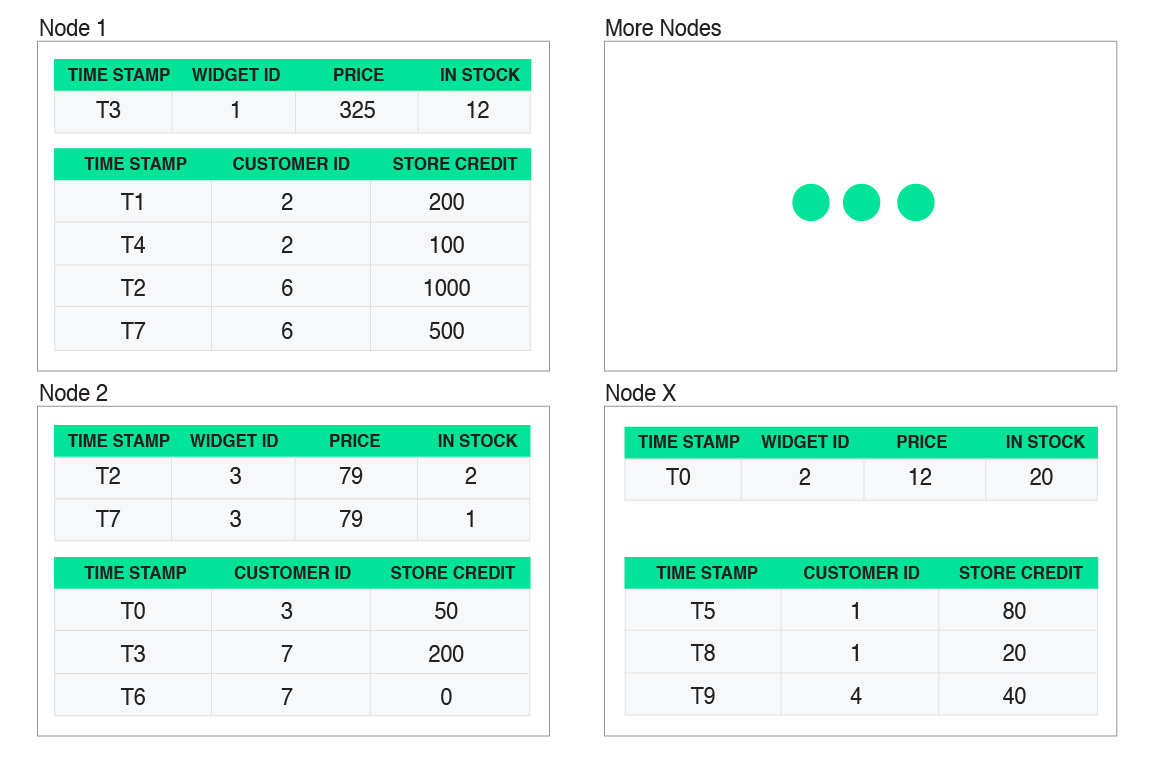 Node 1
TIME STAMP WIDGET ID PRICE IN STOCK
T3 1 325 12
TIME STAMP CUSTOMER ID STORE CREDIT
T1 2 200
T4 2 100
T2 6 1000
T7 6 500
More Nodes
Node 2
TIME STAMP WIDGET ID PRICE IN STOCK
T2 3 79 2
T7 3 79 1
TIME STAMP CUSTOMER ID STORE CREDIT
T0 3 50
T3 7 200
T6 7 0
Node X
TIME STAMP WIDGET ID PRICE IN STOCK
T0 2 12 20
TIME STAMP CUSTOMER ID STORE CREDIT
T5 1 80
T8 1 20
T9 4 40